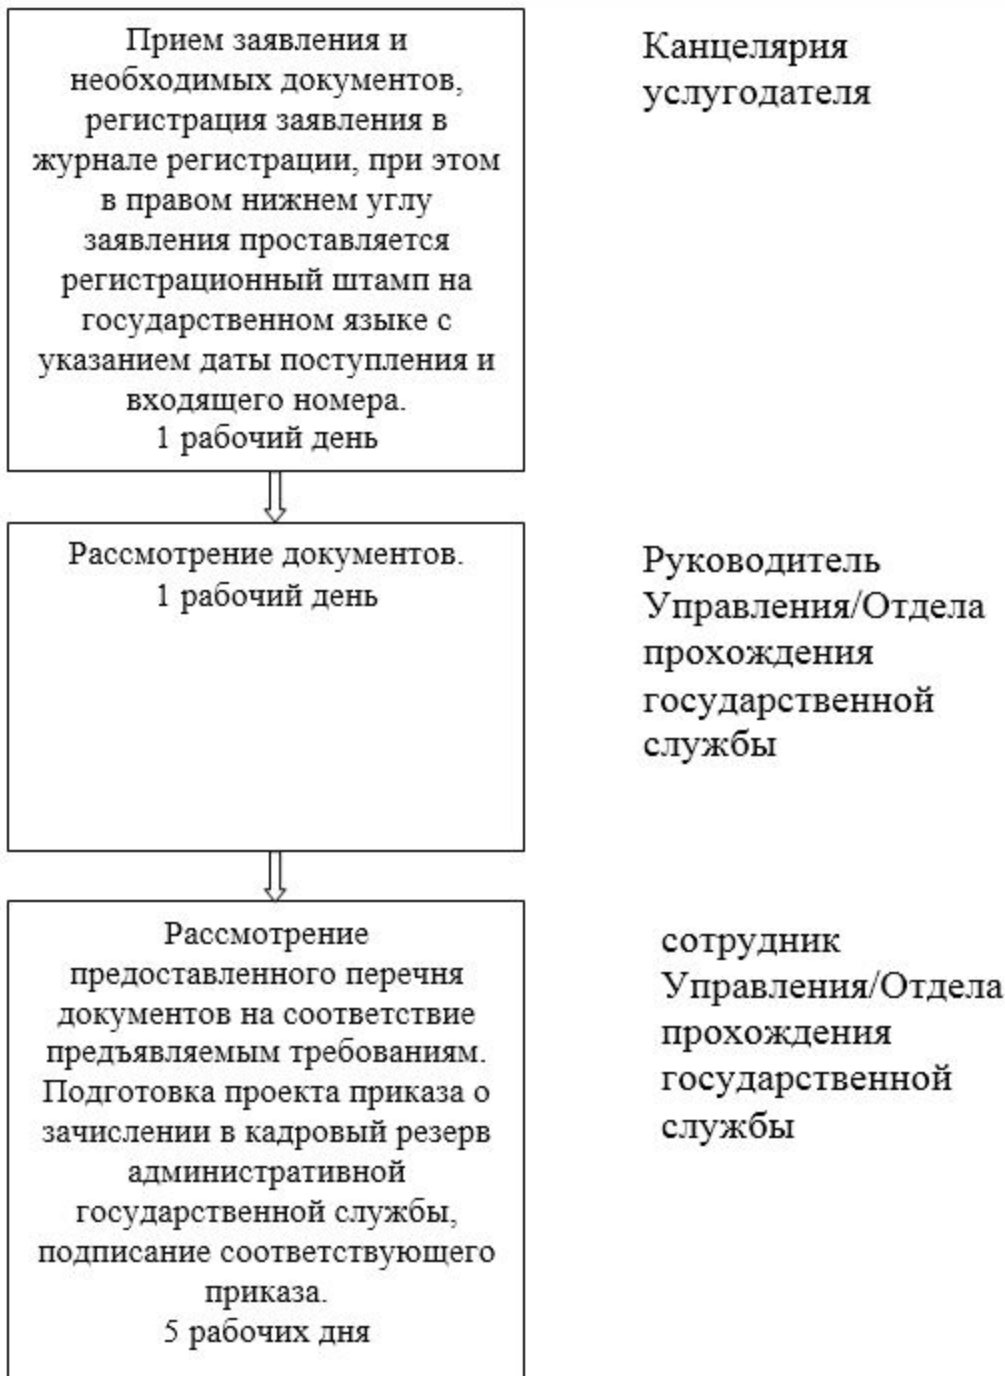 Прием заявления и
необходимых документов,
регистрация заявления в
журнале регистрации, при этом
в правом нижнем углу
заявления проставляется
регистрационный штамп на
государственном языке с
указанием даты поступления и
входящего номера.
1 рабочий день
Канцелярия
услугодателя
Рассмотрение документов.
1 рабочий день
Руководитель
Управления/Отдела
прохождения
государственной
службы
Рассмотрение
предоставленного перечня
документов на соответствие
предъявляемым требованиям.
Подготовка проекта приказа о
зачислении в кадровый резерв
административной
государственной службы,
подписание соответствующего
приказа.
5 рабочих дня
сотрудник
Управления/Отдела
прохождения
государственной
службы